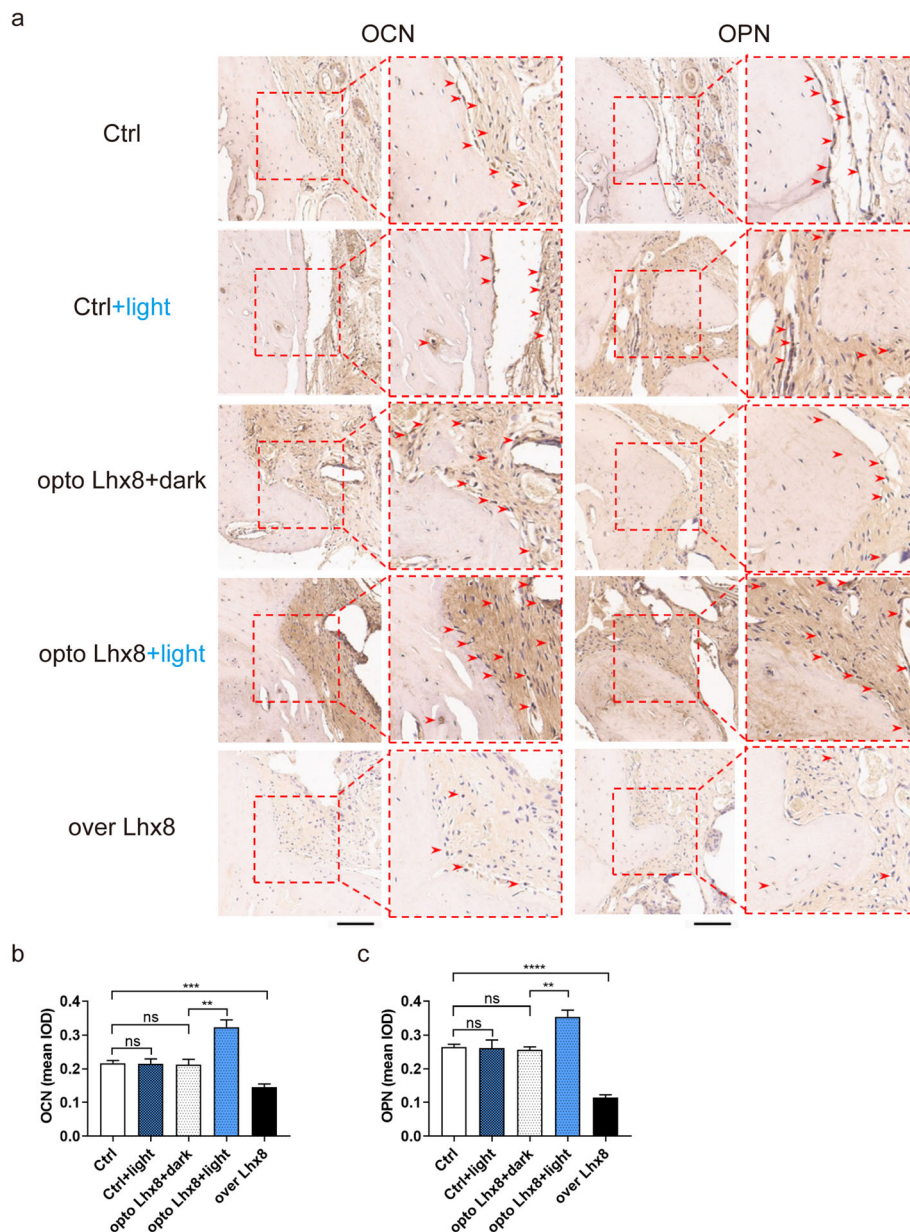 a
OCN
OPN
Ctrl
Ctrl+light
opto Lhx8+dark
opto Lhx8+light
over Lhx8
b
OCN (mean IOD)
0.4
0.3
0.2
0.1
0.0
***
**
ns
ns
Ctrl
Ctrl+light
opto Lhx8+dark
opto Lhx8+light
over Lhx8
c
OPN (mean IOD)
0.4
0.3
0.2
0.1
0.0
****
**
ns
ns
Ctrl
Ctrl+light
opto Lhx8+dark
opto Lhx8+light
over Lhx8